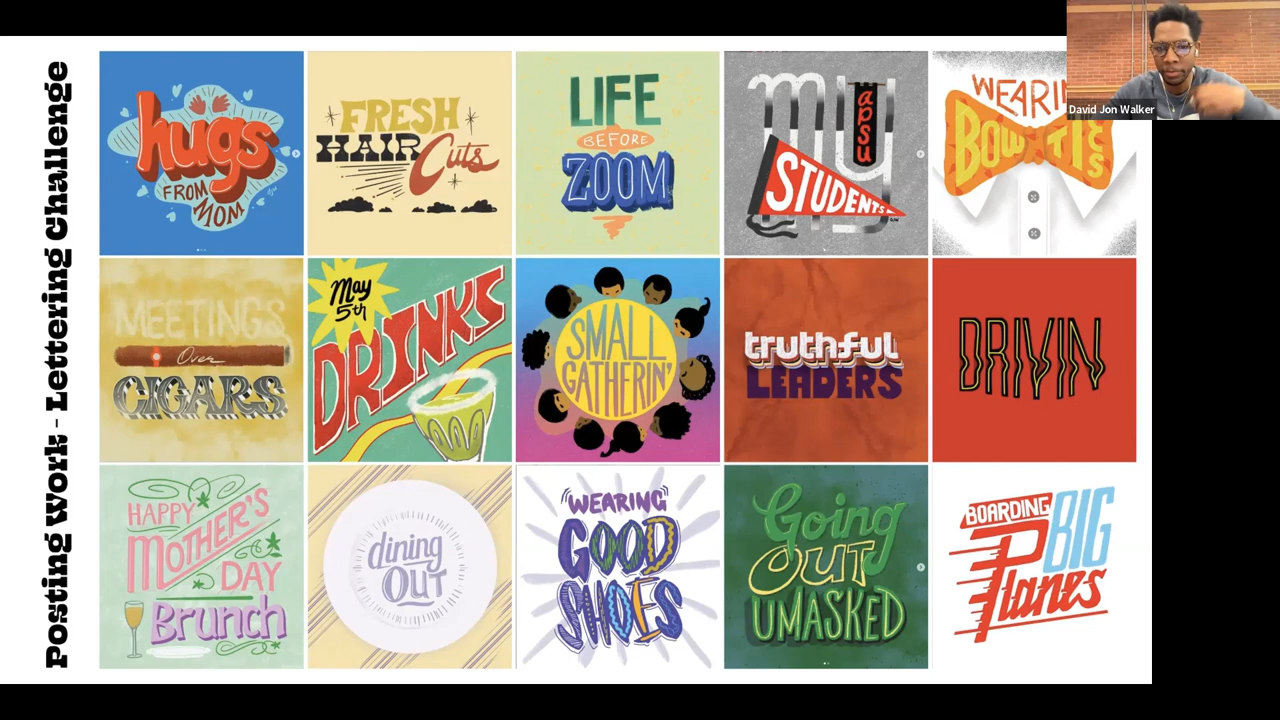 Posting Work - Lettering Challenge
hugs
FROM
MOM
FRESH
HAIR Cuts
LIFE
BEFORE
ZOOM
my
apsu
STUDENTS
WEARIN
BOW TIES
David Jon Walker
MEETINGS
Over
CIGARS
May
5th
DRINKS
SMALL
GATHERIN'
truthful
LEADERS
DRIVIN
HAPPY
MOTHER'S
DAY
Brunch
dining
OUT
"WEARING"
GOOD
SHOES
Going
OUT
UMASKED
BOARDING
BIG
Planes